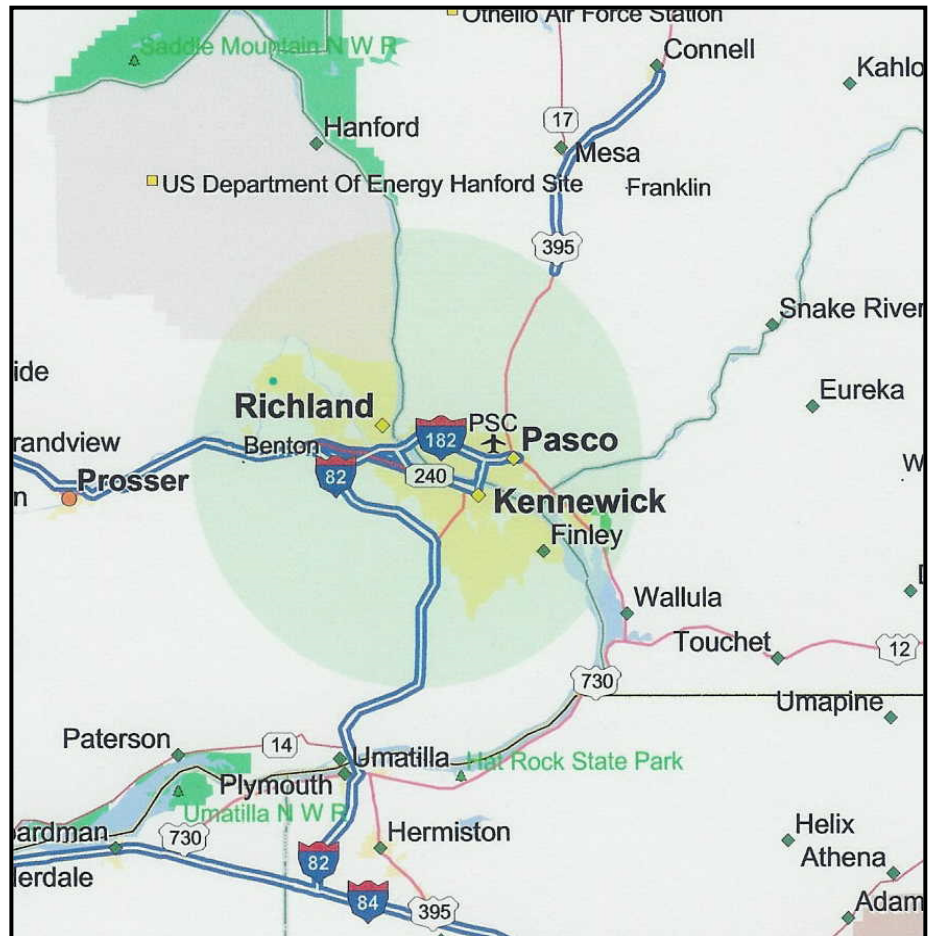 Othello Air Force Station
Saddle Mountain N W R
Connell
Kahlo
Hanford
17
Mesa
US Department Of Energy Hanford Site
Franklin
395
Snake River
ide
Eureka
Richland
PSC
randview
Benton
182
Pasco
W
82
240
Prosser
n
Kennewick
Finley
Wallula
Touchet
12
730
Umapine
Paterson
14
Umatilla
Hat Rock State Park
Plymouth
Umatilla N W R
730
Hermiston
Helix
oardman
82
Athena
lerdale
84
395
Adam